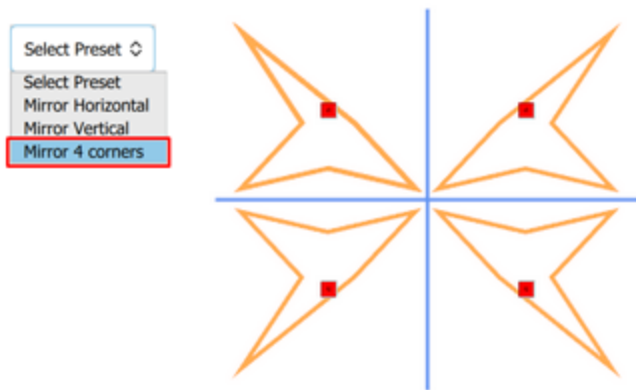 Select Preset
Select Preset
Mirror Horizontal
Mirror Vertical
Mirror 4 corners